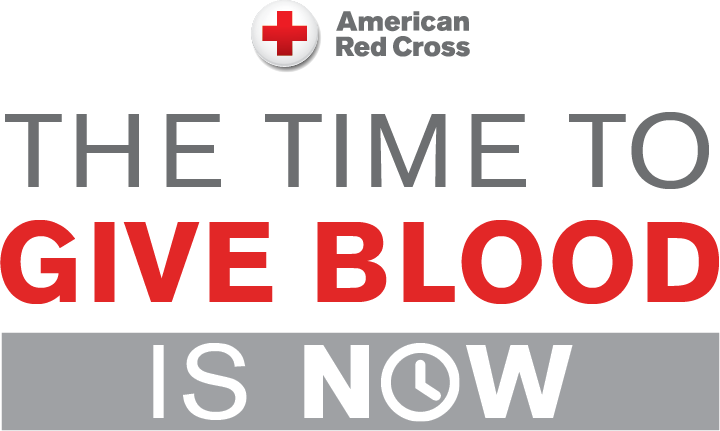 American
Red Cross
THE TIME TO
GIVE BLOOD
IS NOW